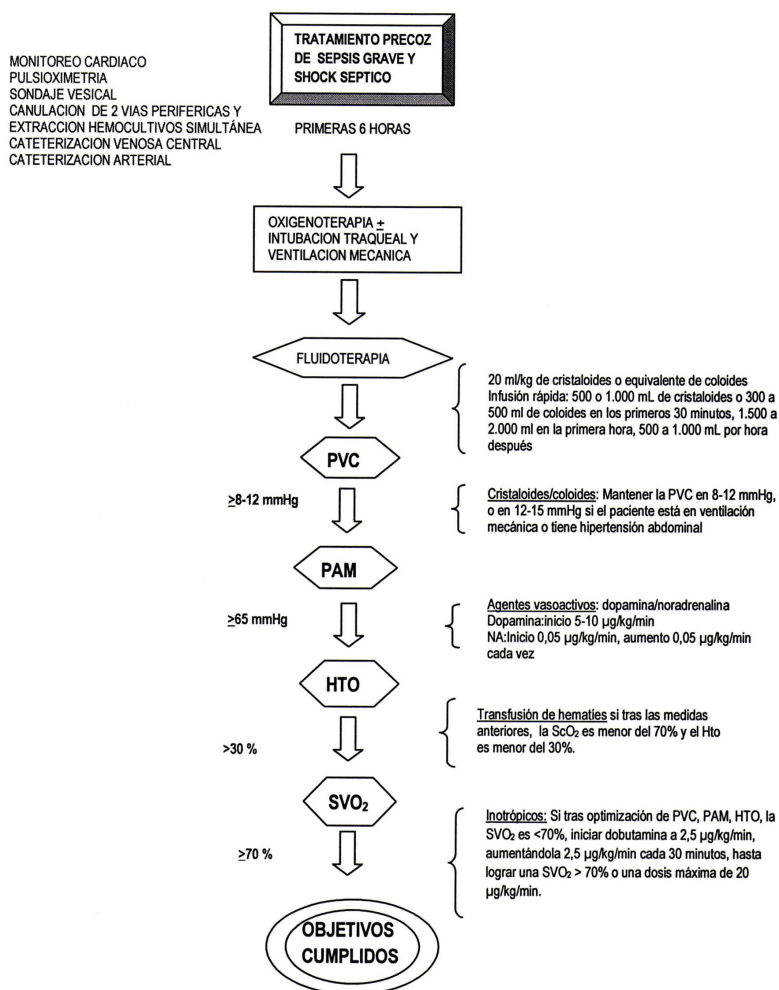 TRATAMIENTO PRECOZ
DE SEPSIS GRAVE Y
SHOCK SEPTICO
MONITOREO CARDIACO
PULSIOXIMETRIA
SONDAJE VESICAL
CANULACION DE 2 VIAS PERIFERICAS Y
EXTRACCION HEMOCULTIVOS SIMULTÁNEA
CATETERIZACION VENOSA CENTRAL
CATETERIZACION ARTERIAL
PRIMERAS 6 HORAS
OXIGENOTERAPIA ±
INTUBACION TRAQUEAL Y
VENTILACION MECANICA
FLUIDOTERAPIA
20 ml/kg de cristaloides o equivalente de coloides
Infusión rápida: 500 o 1.000 mL de cristaloides o 300 a
500 ml de coloides en los primeros 30 minutos, 1.500 a
2.000 ml en la primera hora, 500 a 1.000 mL por hora
después
PVC
≥8-12 mmHg
Cristaloides/coloides: Mantener la PVC en 8-12 mmHg,
o en 12-15 mmHg si el paciente está en ventilación
mecánica o tiene hipertensión abdominal
PAM
≥65 mmHg
Agentes vasoactivos: dopamina/noradrenalina
Dopamina:inicio 5-10 µg/kg/min
NA:Inicio 0,05 µg/kg/min, aumento 0,05 µg/kg/min
cada vez
HTO
>30 %
Transfusión de hematíes si tras las medidas
anteriores, la ScO₂ es menor del 70% y el Hto
es menor del 30%.
SVO₂
≥70 %
Inotrópicos: Si tras optimización de PVC, PAM, HTO, la
SVO₂ es <70%, iniciar dobutamina a 2,5 µg/kg/min,
aumentándola 2,5 µg/kg/min cada 30 minutos, hasta
lograr una SVO₂ > 70% o una dosis máxima de 20
µg/kg/min.
OBJETIVOS
CUMPLIDOS